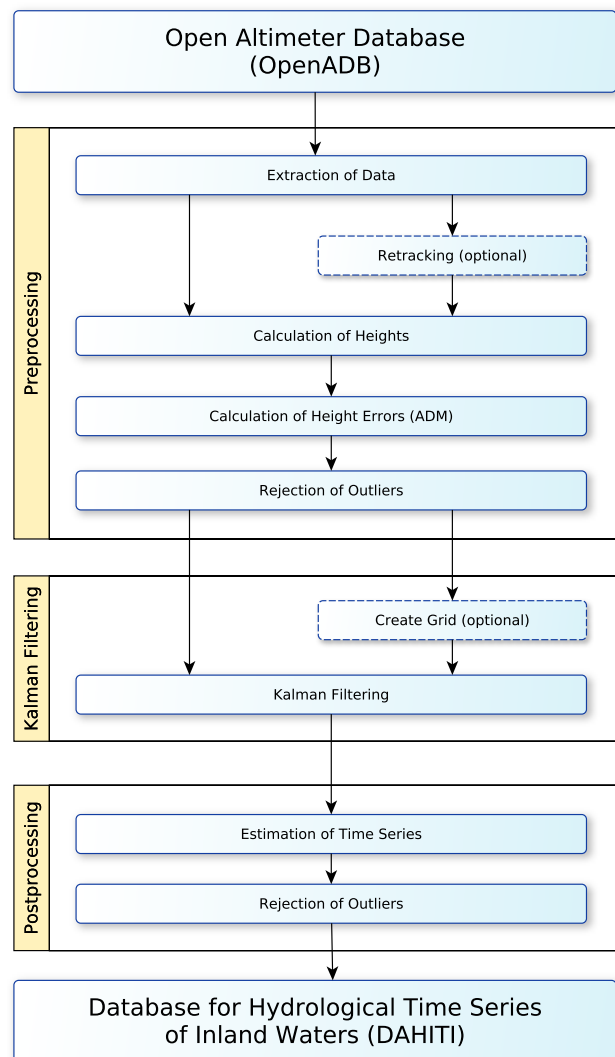 Open Altimeter Database
(OpenADB)
Preprocessing
Extraction of Data
Retracking (optional)
Calculation of Heights
Calculation of Height Errors (ADM)
Rejection of Outliers
Kalman Filtering
Create Grid (optional)
Kalman Filtering
Postprocessing
Estimation of Time Series
Rejection of Outliers
Database for Hydrological Time Series
of Inland Waters (DAHITI)